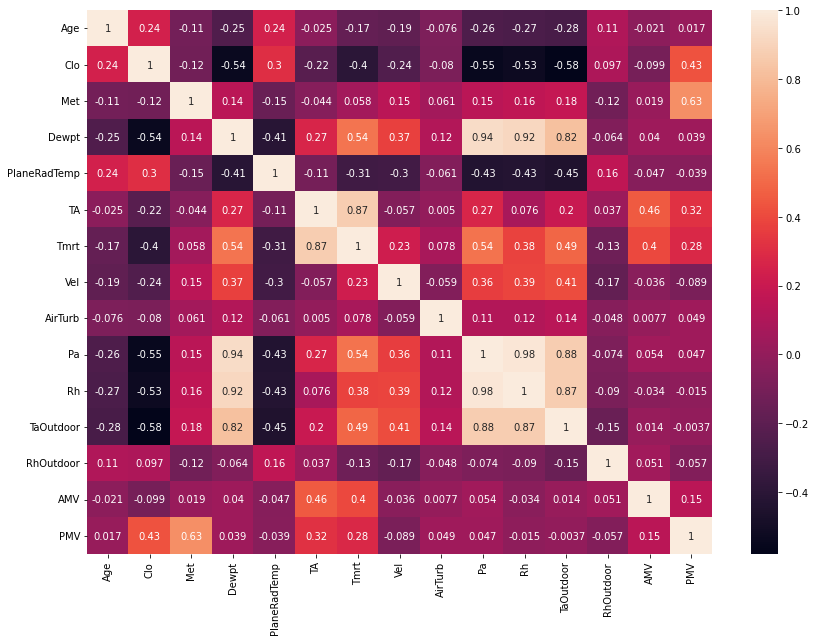 Age 1 0.24 -0.11 -0.25 0.24 -0.025 -0.17 -0.19 -0.076 -0.26 -0.27 -0.28 0.11 -0.021 0.017
Clo 0.24 1 -0.12 -0.54 0.3 -0.22 -0.4 -0.24 -0.08 -0.55 -0.53 -0.58 0.097 -0.099 0.43
Met -0.11 -0.12 1 0.14 -0.15 -0.044 0.058 0.15 0.061 0.15 0.16 0.18 -0.12 0.019 0.63
Dewpt -0.25 -0.54 0.14 1 -0.41 0.27 0.54 0.37 0.12 0.94 0.92 0.82 -0.064 0.04 0.039
PlaneRadTemp 0.24 0.3 -0.15 -0.41 1 -0.11 -0.31 -0.3 -0.061 -0.43 -0.43 -0.45 0.16 -0.047 -0.039
TA -0.025 -0.22 -0.044 0.27 -0.11 1 0.87 -0.057 0.005 0.27 0.076 0.2 0.037 0.46 0.32
Tmrt -0.17 -0.4 0.058 0.54 -0.31 0.87 1 0.23 0.078 0.54 0.38 0.49 -0.13 0.4 0.28
Vel -0.19 -0.24 0.15 0.37 -0.3 -0.057 0.23 1 -0.059 0.36 0.39 0.41 -0.17 -0.036 -0.089
AirTurb -0.076 -0.08 0.061 0.12 -0.061 0.005 0.078 -0.059 1 0.11 0.12 0.14 -0.048 0.0077 0.049
Pa -0.26 -0.55 0.15 0.94 -0.43 0.27 0.54 0.36 0.11 1 0.98 0.88 -0.074 0.054 0.047
Rh -0.27 -0.53 0.16 0.92 -0.43 0.076 0.38 0.39 0.12 0.98 1 0.87 -0.09 -0.034 -0.015
TaOutdoor -0.28 -0.58 0.18 0.82 -0.45 0.2 0.49 0.41 0.14 0.88 0.87 1 -0.15 0.014 -0.0037
RhOutdoor 0.11 0.097 -0.12 -0.064 0.16 0.037 -0.13 -0.17 -0.048 -0.074 -0.09 -0.15 1 0.051 -0.057
AMV -0.021 -0.099 0.019 0.04 -0.047 0.46 0.4 -0.036 0.0077 0.054 -0.034 0.014 0.051 1 0.15
PMV 0.017 0.43 0.63 0.039 -0.039 0.32 0.28 -0.089 0.049 0.047 -0.015 -0.0037 -0.057 0.15 1
Age Clo Met Dewpt PlaneRadTemp TA Tmrt Vel AirTurb Pa Rh TaOutdoor RhOutdoor AMV PMV
1.0
0.8
0.6
0.4
0.2
0.0
−0.2
−0.4